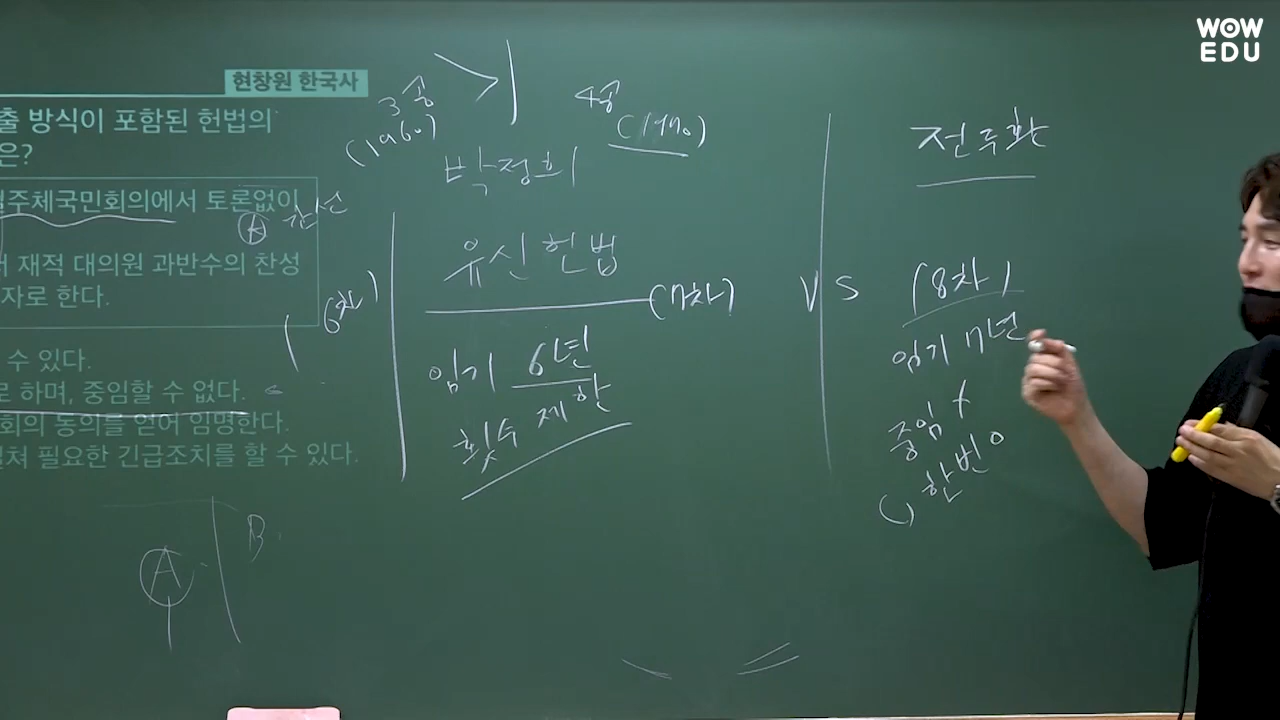 WOW
EDU
현창원 한국사
출 방식이 포함된 헌법의
은?
일주체국민회의에서 토론없이
재적 대의원 과반수의 찬성
자로 한다.
수 있다.
로 하며, 중임할 수 없다.
회의 동의를 얻어 임명한다.
필요한 긴급조치를 할 수 있다.
3공
(1960)
4공
(1970)
박정희
유신 헌법
(6차)
(7차)
임기 6년
횟수 제한
VS
전두환
(8차)
임기 7년
중임 X
한번 o
A
B